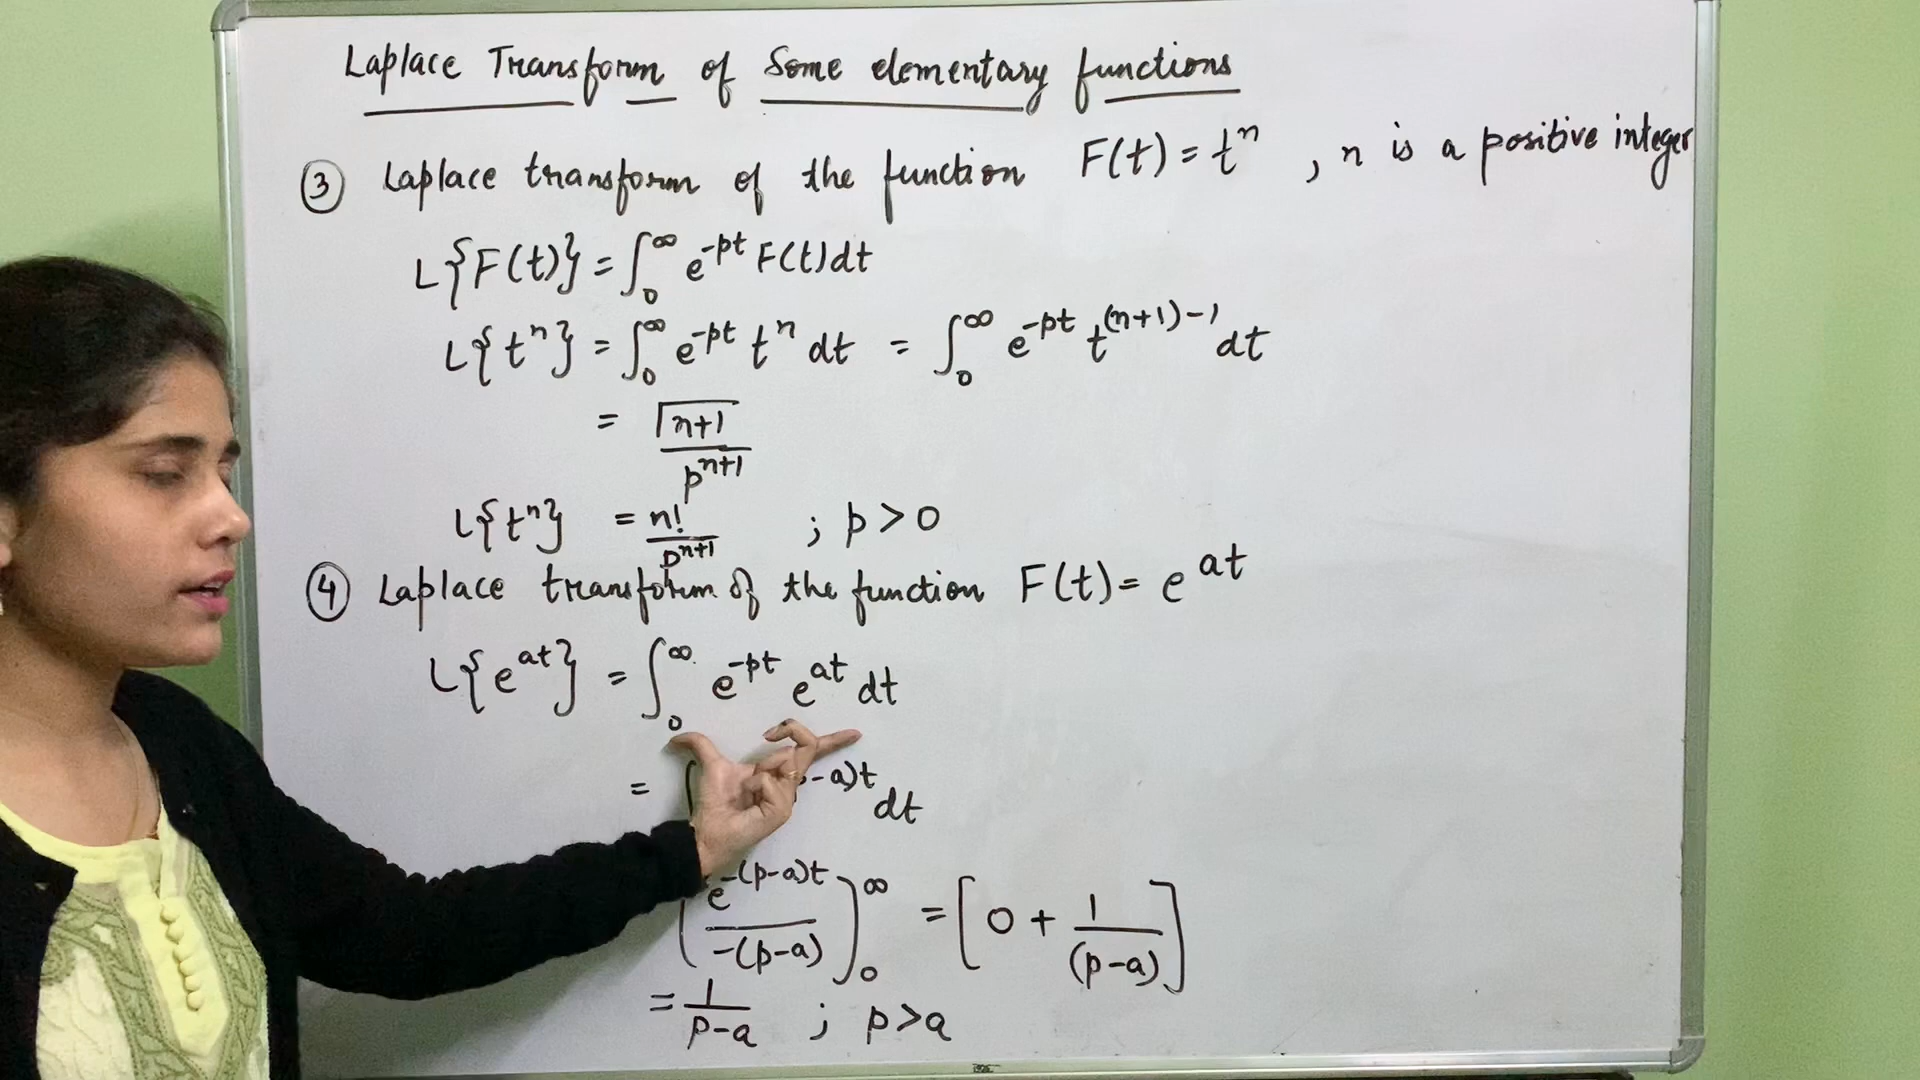 Laplace Transform of Some elementary functions
③ Laplace transform of the function F(t) = tⁿ , n is a positive integer
L{F(t)} = ∫₀^∞ e^{-pt} F(t) dt
L{tⁿ} = ∫₀^∞ e^{-pt} tⁿ dt = ∫₀^∞ e^{-pt} t^{(n+1)-1} dt
= Γ(n+1) / p^{n+1}
L{tⁿ} = n! / p^{n+1} ; p > 0
④ Laplace transform of the function F(t) = e^{at}
L{e^{at}} = ∫₀^∞ e^{-pt} e^{at} dt
= -a)t dt
(e^{-(p-a)t} / -(p-a))₀^∞ = [0 + 1/(p-a)]
= 1/(p-a) ; p > a